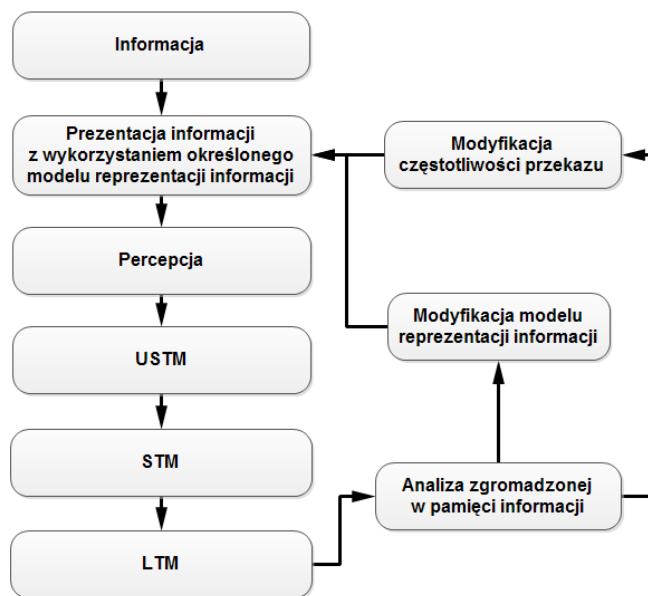 Informacja
Prezentacja informacji
z wykorzystaniem określonego
modelu reprezentacji informacji
Percepcja
USTM
STM
LTM
Modyfikacja
częstotliwości przekazu
Modyfikacja modelu
reprezentacji informacji
Analiza zgromadzonej
w pamięci informacji